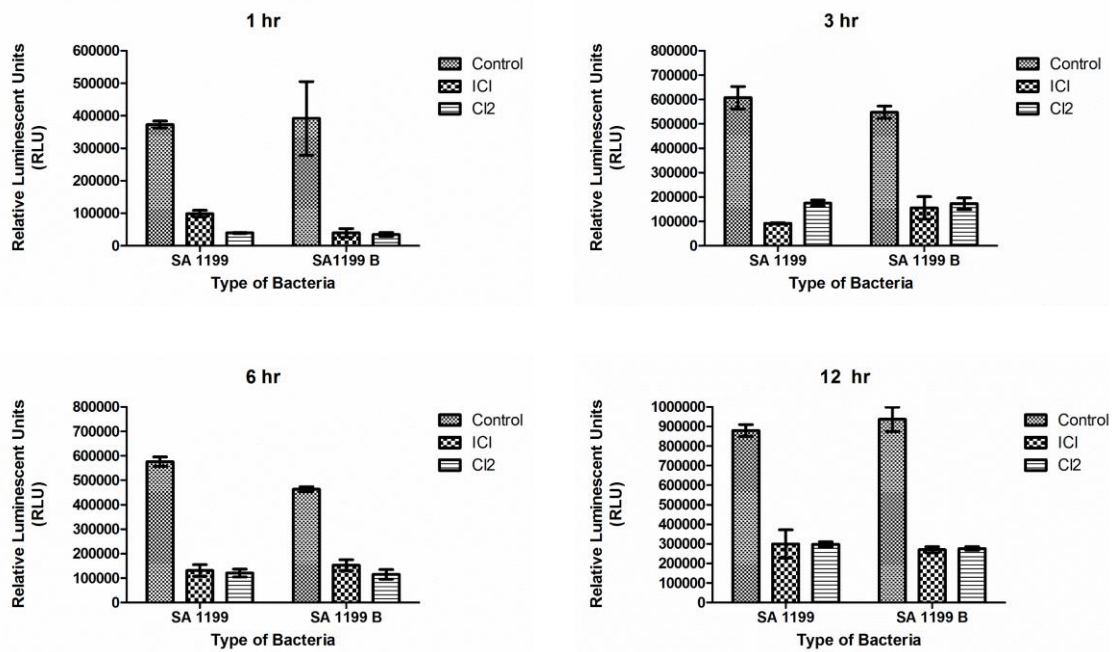 1 hr
Relative Luminescent Units
(RLU)
600000
500000
400000
300000
200000
100000
0
SA 1199
SA1199 B
Type of Bacteria
Control
ICI
Cl2
3 hr
Relative Luminescent Units
(RLU)
800000
700000
600000
500000
400000
300000
200000
100000
0
SA 1199
SA 1199 B
Type of Bacteria
Control
ICI
Cl2
6 hr
Relative Luminescent Units
(RLU)
800000
700000
600000
500000
400000
300000
200000
100000
0
SA 1199
SA 1199 B
Type of Bacteria
Control
ICI
Cl2
12 hr
Relative Luminescent Units
(RLU)
1000000
900000
800000
700000
600000
500000
400000
300000
200000
100000
0
SA 1199
SA 1199 B
Type of Bacteria
Control
ICI
Cl2